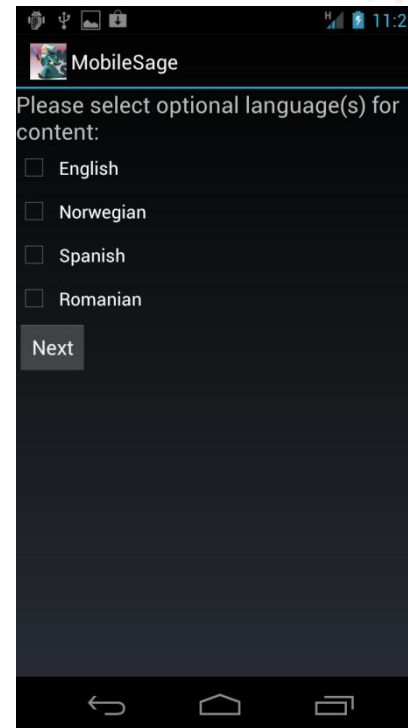 H 11:2
MobileSage
Please select optional language(s) for
content:
English
Norwegian
Spanish
Romanian
Next